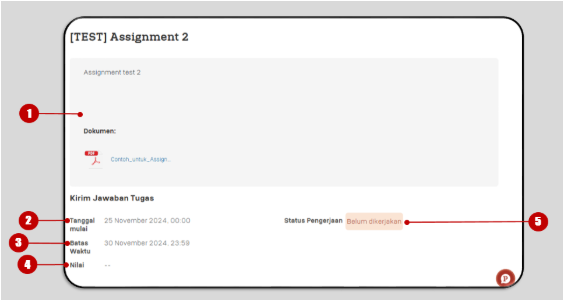 [TEST] Assignment 2
Assignment test 2
1
Dokumen:
PDF
Contoh_untuk_Assign..
Kirim Jawaban Tugas
2 Tanggal mulai 25 November 2024, 00:00 Status Pengerjaan Belum dikerjakan 5
3 Batas Waktu 30 November 2024, 23:59
4 Nilai --